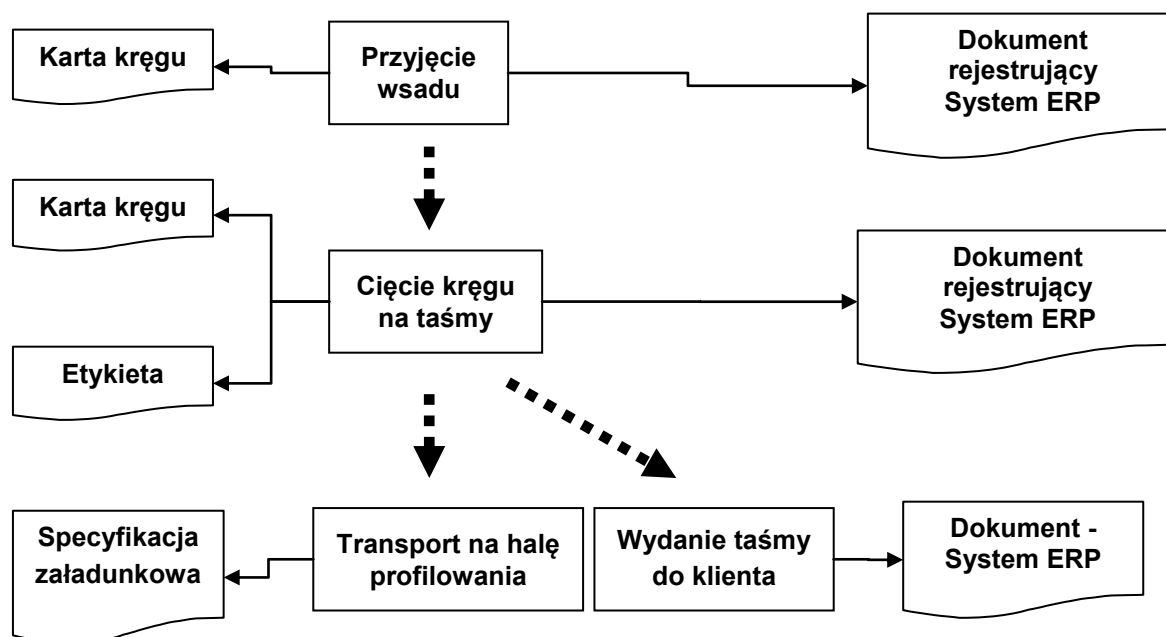 Karta kręgu
Przyjęcie
wsadu
Dokument
rejestrujący
System ERP
Karta kręgu
Cięcie kręgu
na taśmy
Dokument
rejestrujący
System ERP
Etykieta
Specyfikacja
załadunkowa
Transport na halę
profilowania
Wydanie taśmy
do klienta
Dokument -
System ERP